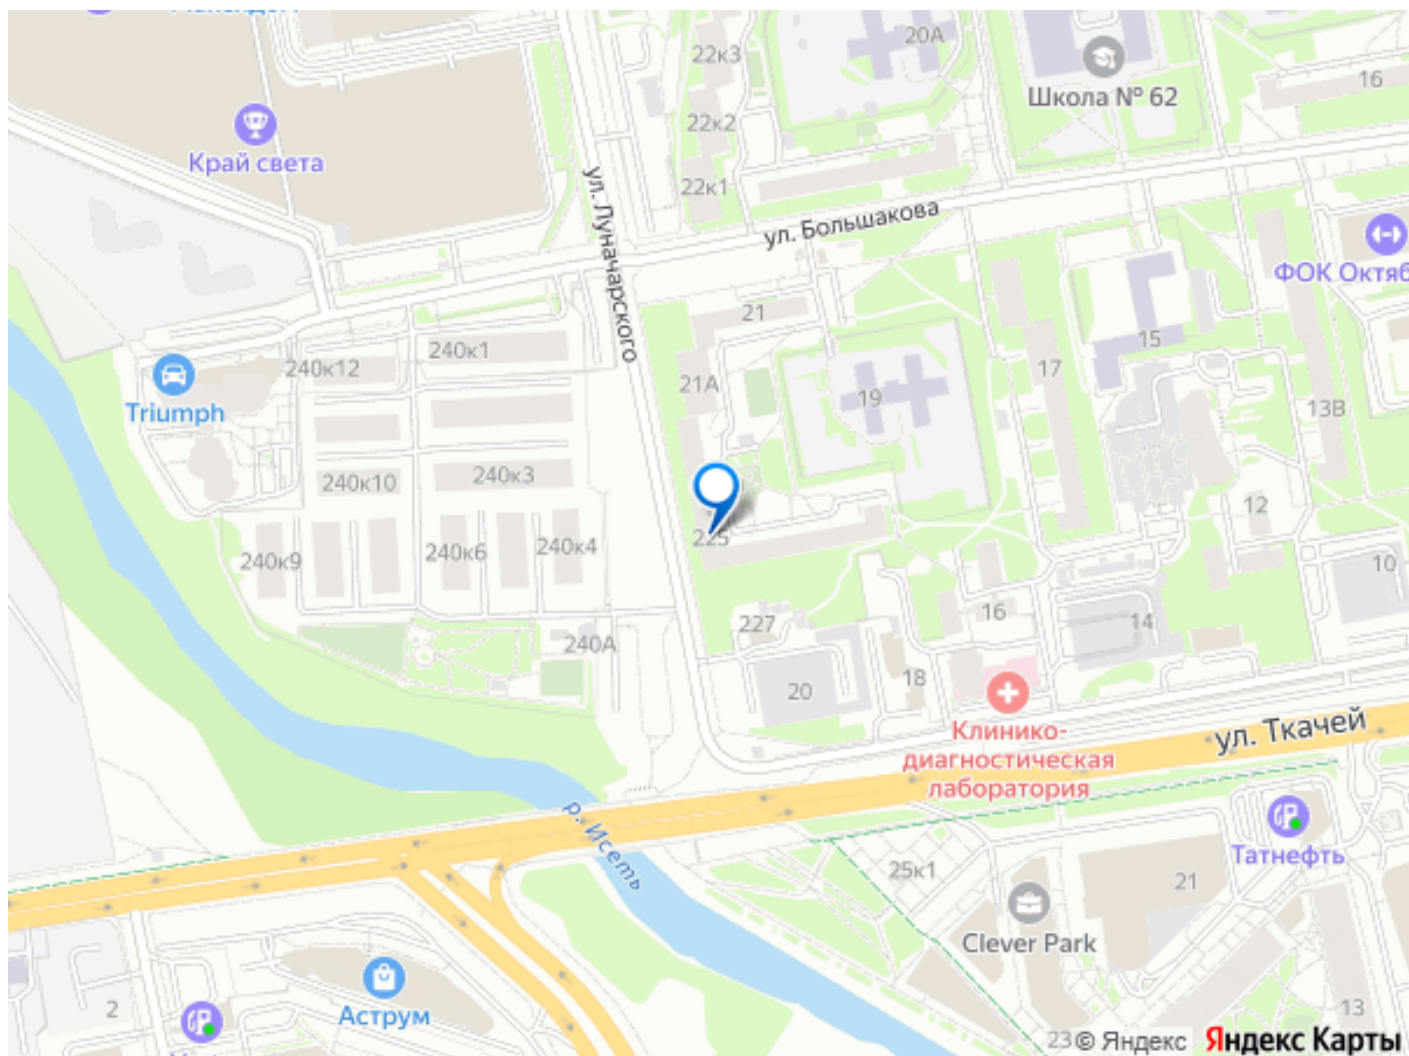 22к3
20А
Школа № 62
16
Край света
22к2
22к1
ул. Большакова
ул. Луначарского
ФОК Октяб
21
15
240к1
240к12
17
21А
19
Triumph
13В
240к10
240к3
12
225
240к9
240к6
240к4
10
16
227
14
240А
18
20
Клинико-
диагностическая
лаборатория
ул. Ткачей
р. Исеть
Татнефть
25к1
21
Clever Park
Аструм
2
13
23
© Яндекс
Яндекс Карты